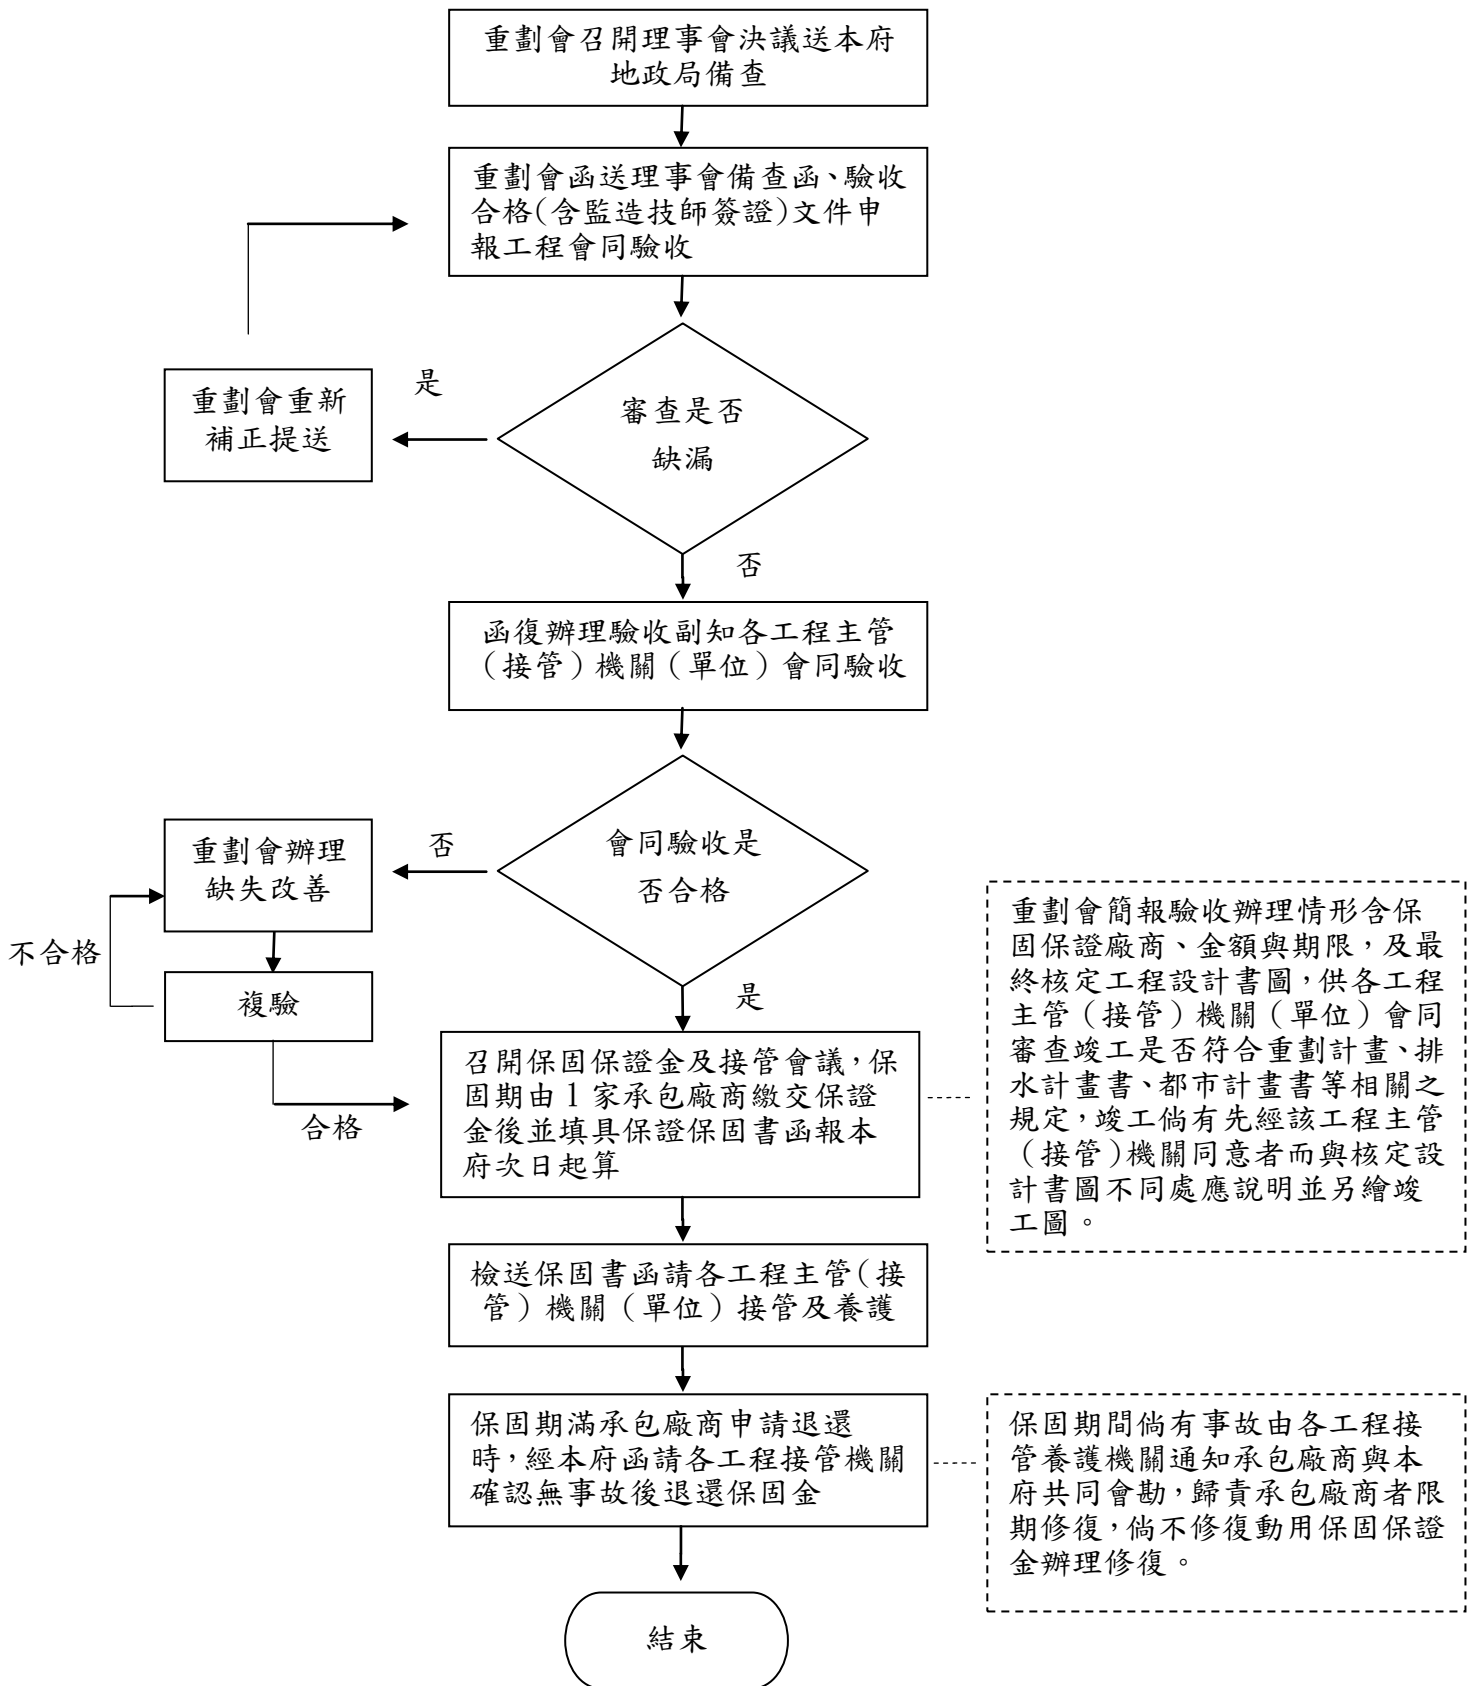 重劃會召開理事會決議送本府
地政局備查
重劃會函送理事會備查函、驗收
合格(含監造技師簽證)文件申
報工程會同驗收
是
重劃會重新
補正提送
審查是否
缺漏
否
函復辦理驗收副知各工程主管
（接管）機關（單位）會同驗收
否
重劃會辦理
缺失改善
會同驗收是
否合格
不合格
複驗
是
合格
召開保固保證金及接管會議，保
固期由1家承包廠商繳交保證
金後並填具保證保固書函報本
府次日起算
重劃會簡報驗收辦理情形含保
固保證廠商、金額與期限，及最
終核定工程設計書圖，供各工程
主管（接管）機關（單位）會同
審查竣工是否符合重劃計畫、排
水計畫書、都市計畫書等相關之
規定，竣工倘有先經該工程主管
（接管)機關同意者而與核定設
計書圖不同處應說明並另繪竣
工圖。
檢送保固書函請各工程主管(接
管）機關（單位）接管及養護
保固期滿承包廠商申請退還
時，經本府函請各工程接管機關
確認無事故後退還保固金
保固期間倘有事故由各工程接
管養護機關通知承包廠商與本
府共同會勘，歸責承包廠商者限
期修復，倘不修復動用保固保證
金辦理修復。
結束